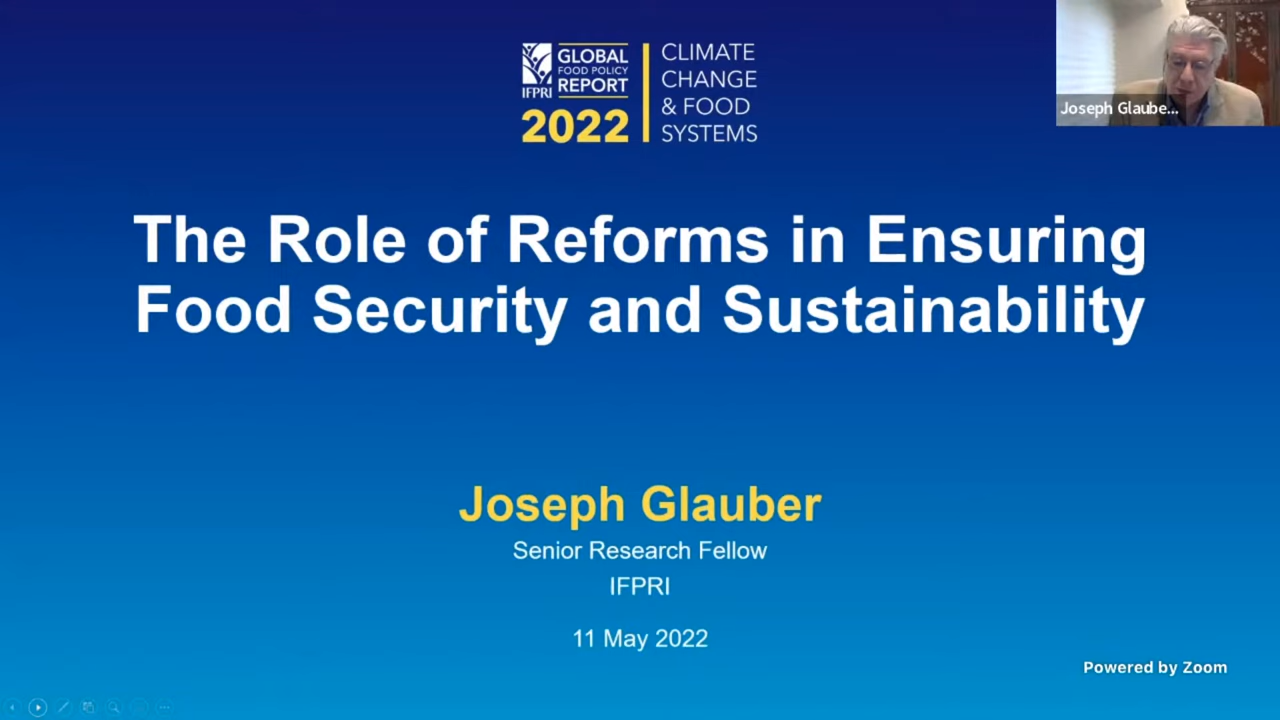 IFPRI
GLOBAL
FOOD POLICY
REPORT
2022
CLIMATE
CHANGE
& FOOD
SYSTEMS
Joseph Glaube...
The Role of Reforms in Ensuring
Food Security and Sustainability
Joseph Glauber
Senior Research Fellow
IFPRI
11 May 2022
Powered by Zoom